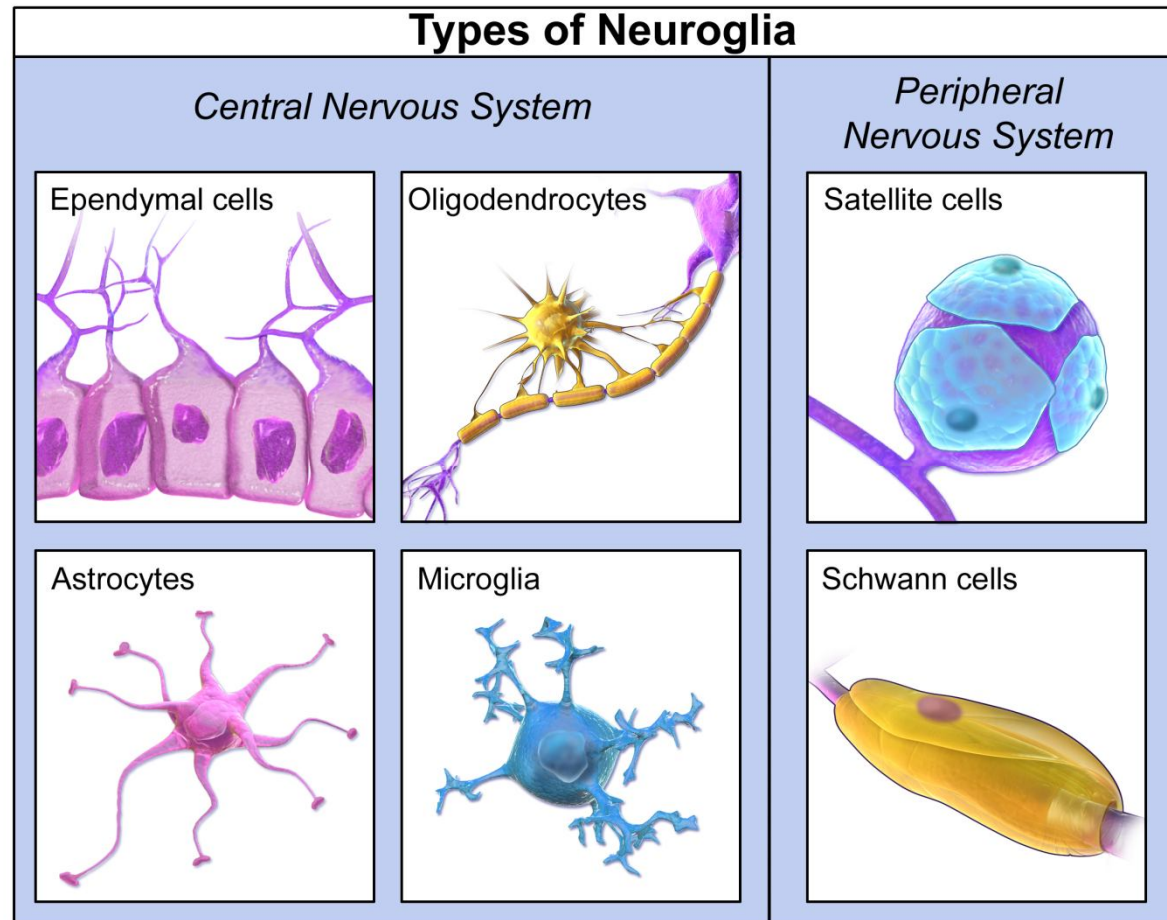 Types of Neuroglia
Central Nervous System
Peripheral
Nervous System
Ependymal cells
Oligodendrocytes
Satellite cells
Astrocytes
Microglia
Schwann cells